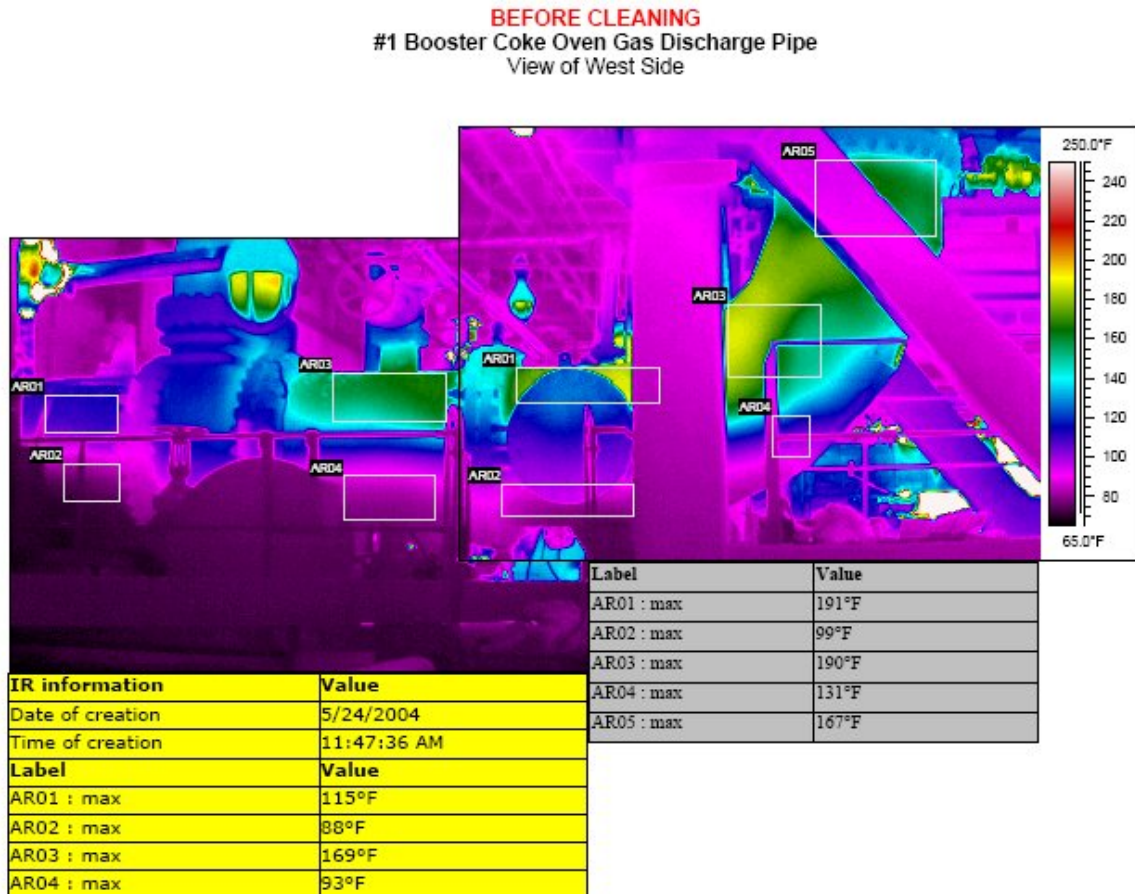 BEFORE CLEANING
#1 Booster Coke Oven Gas Discharge Pipe
View of West Side
AR05
AR03
AR01
AR04
AR02
250.0°F
240
220
200
180
160
140
120
100
80
65.0°F
AR03
AR01
AR02
AR04
Label Value
AR01 : max 191°F
AR02 : max 99°F
AR03 : max 190°F
AR04 : max 131°F
AR05 : max 167°F
IR information Value
Date of creation 5/24/2004
Time of creation 11:47:36 AM
Label Value
AR01 : max 115°F
AR02 : max 88°F
AR03 : max 169°F
AR04 : max 93°F